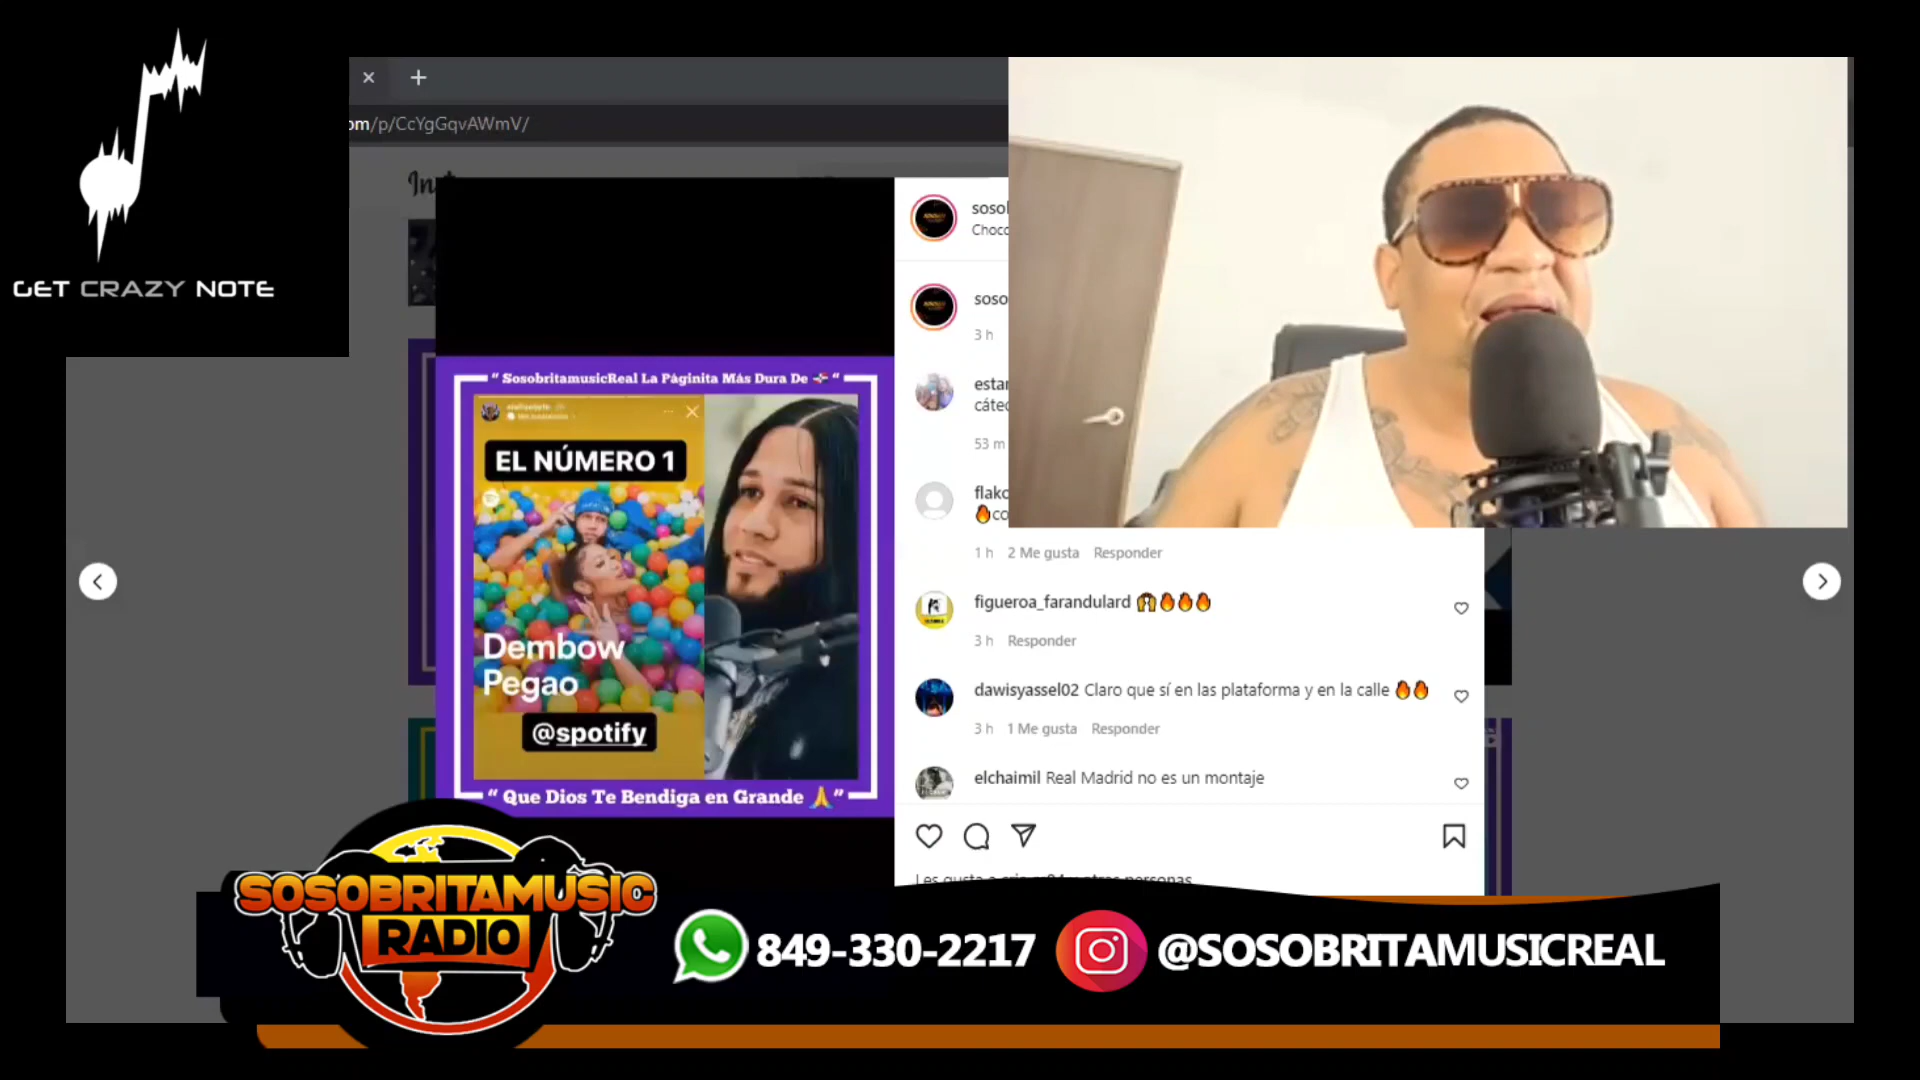 GET CRAZY NOTE
om/p/CcYgGqvAWmV/
" SosobritamusicReal La Pàginita Más Dura De "
EL NÚMERO 1
Dembow
Pegao
@spotify
" Que Dios Te Bendiga en Grande "
3 h
53 m
1 h 2 Me gusta Responder
figueroa_farandulard
3 h Responder
dawisyassel02 Claro que sí en las plataforma y en la calle
3 h 1 Me gusta Responder
elchaimil Real Madrid no es un montaje
SOSOBRITAMUSIC
RADIO
849-330-2217
@SOSOBRITAMUSICREAL